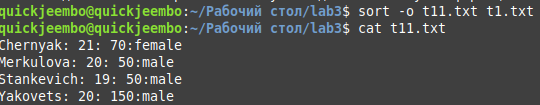 quickjeembo@quickjeembo:~/Рабочий стол/lab3$ sort -o t11.txt t1.txt
quickjeembo@quickjeembo:~/Рабочий стол/lab3$ cat t11.txt
Chernyak: 21: 70:female
Merkulova: 20: 50:male
Stankevich: 19: 50:male
Yakovets: 20: 150:male